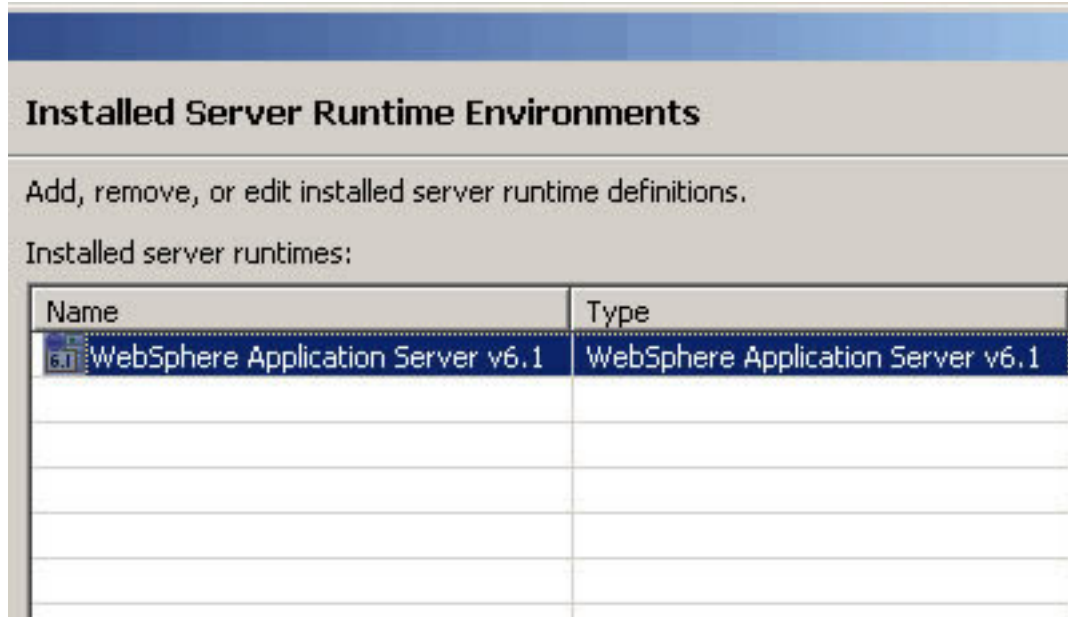 Installed Server Runtime Environments
Add, remove, or edit installed server runtime definitions.
Installed server runtimes:
Name Type
6.1 WebSphere Application Server v6.1 WebSphere Application Server v6.1